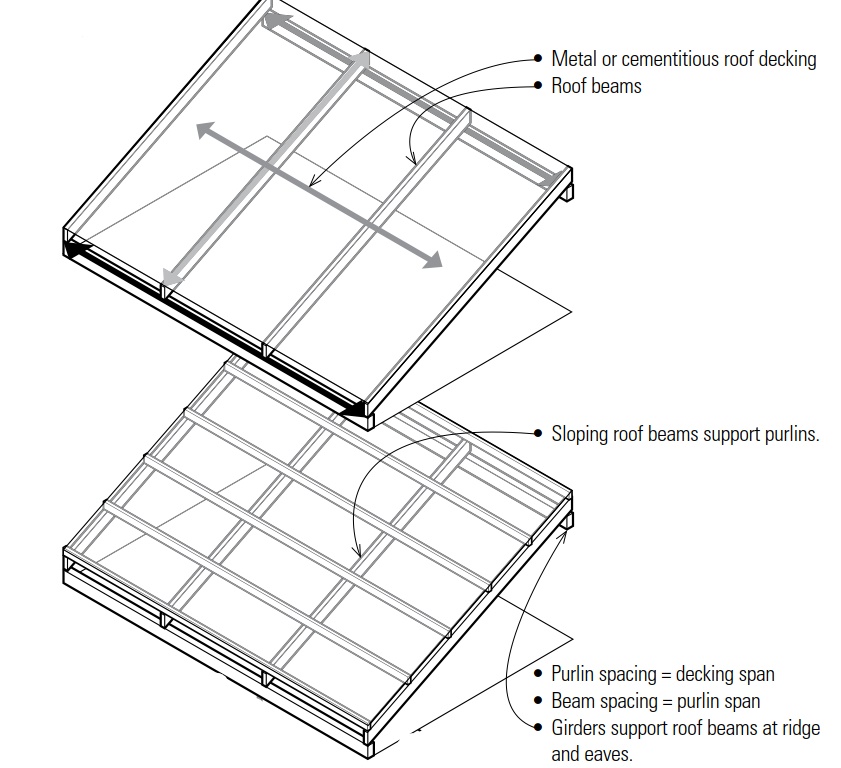 • Metal or cementitious roof decking
• Roof beams
• Sloping roof beams support purlins.
• Purlin spacing = decking span
• Beam spacing = purlin span
• Girders support roof beams at ridge
and eaves.